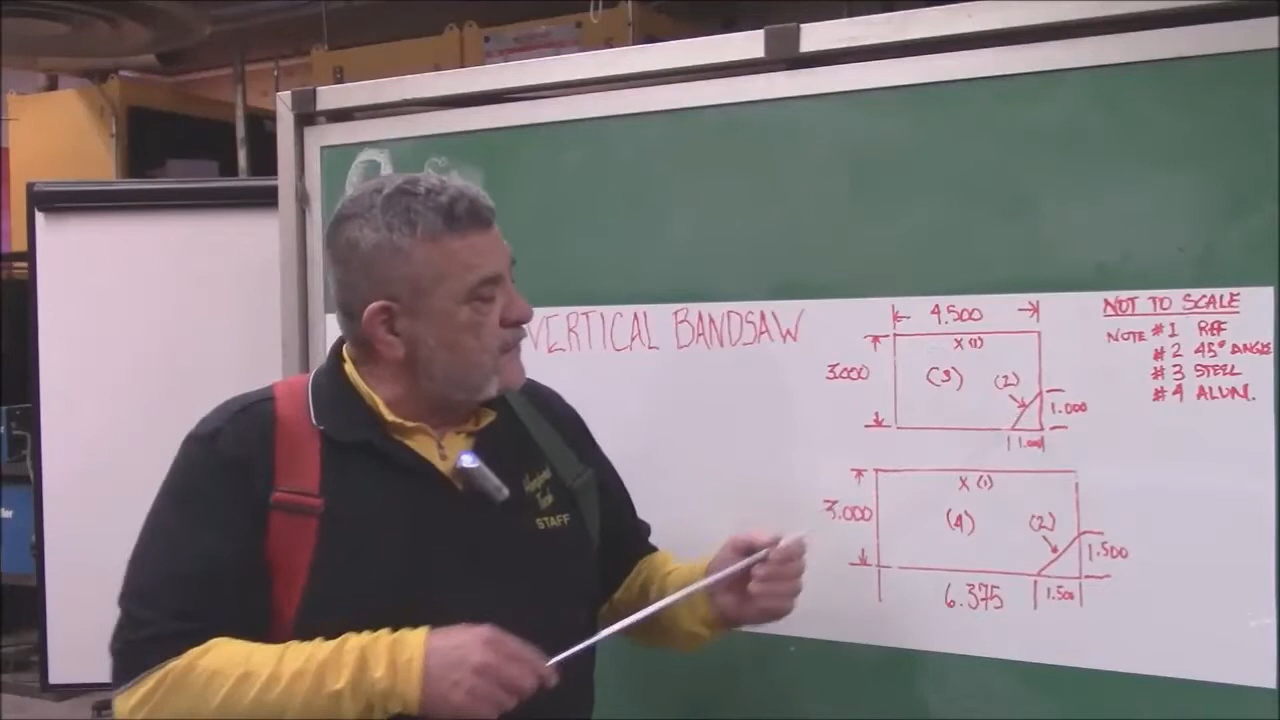 VERTICAL BANDSAW
4.500
X (1)
3.000
(3)
(2)
1.000
1.000
NOT TO SCALE
NOTE #1 REF
#2 45° ANGLE
#3 STEEL
#4 ALUM.
X (1)
3.000
(4)
(2)
1.500
6.375
1.500
STAFF